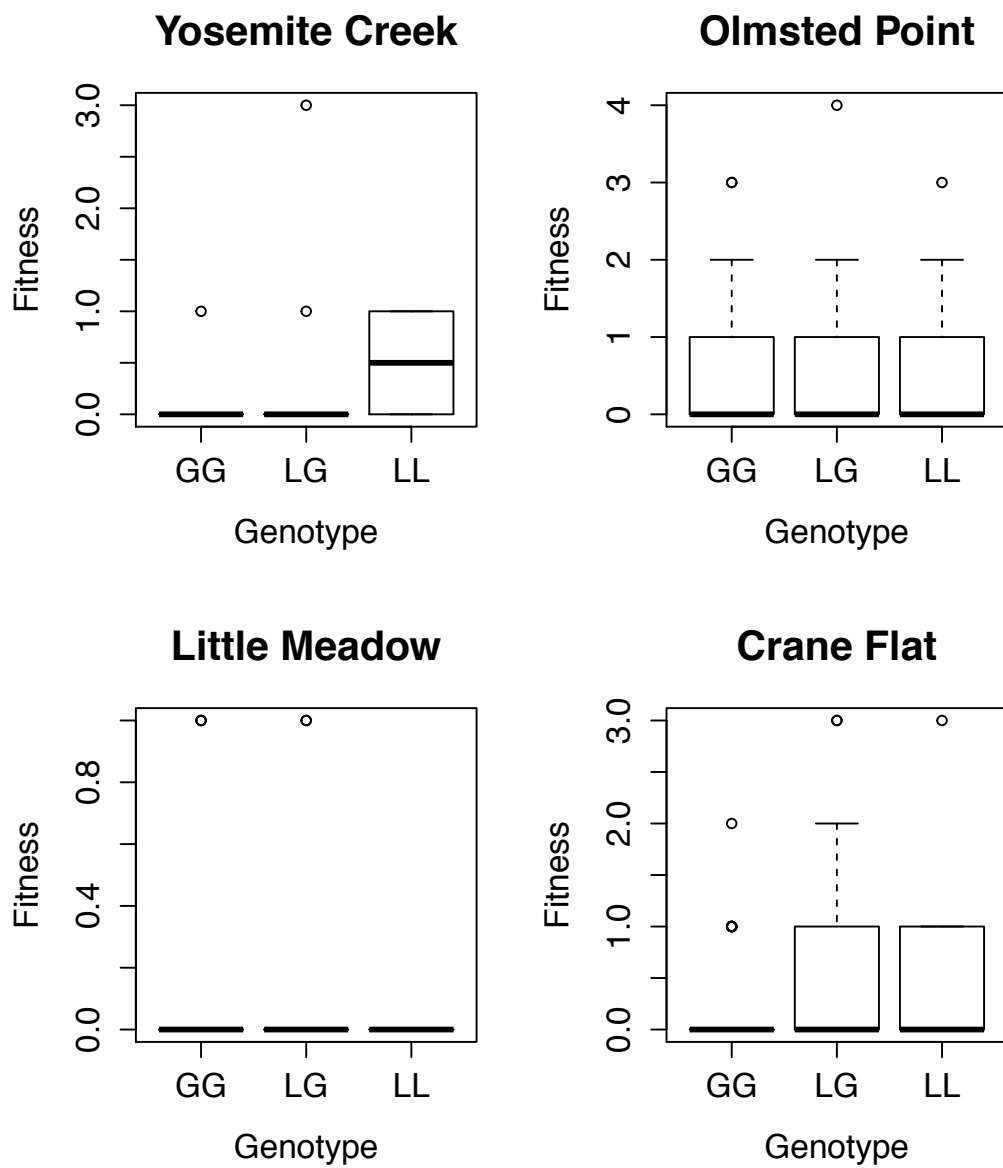 Yosemite Creek
Fitness
3.0
2.0
1.0
0.0
GG LG LL
Genotype
Olmsted Point
Fitness
4
3
2
1
0
GG LG LL
Genotype
Little Meadow
Fitness
0.8
0.4
0.0
GG LG LL
Genotype
Crane Flat
Fitness
3.0
2.0
1.0
0.0
GG LG LL
Genotype